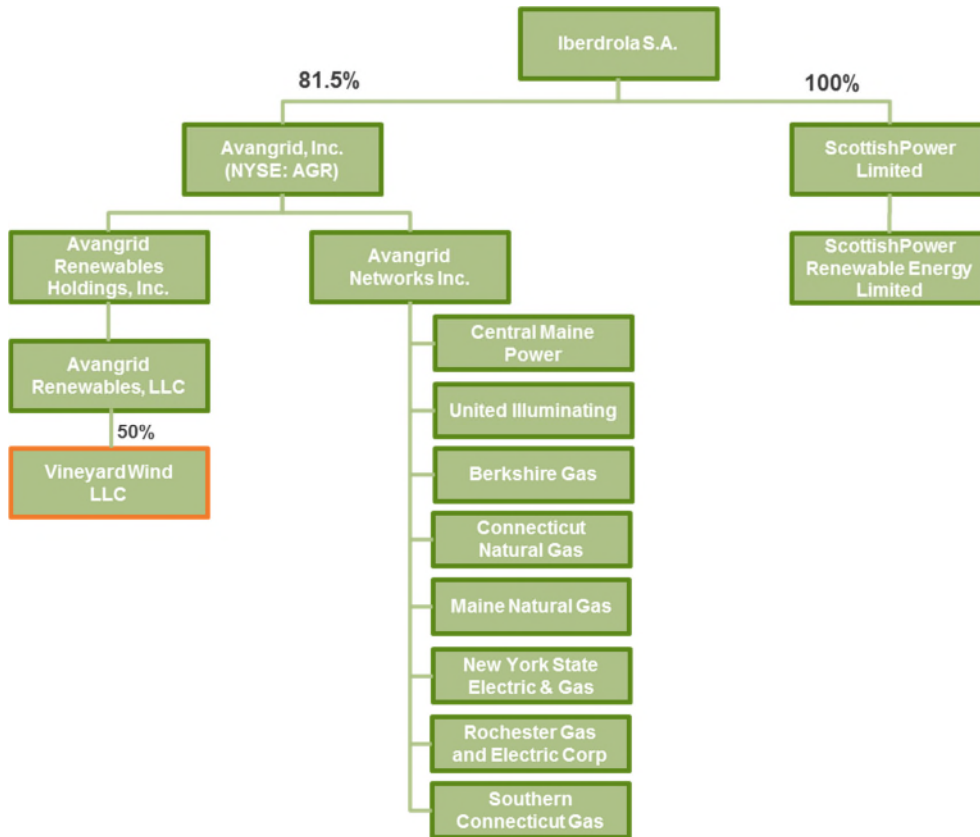 Iberdrola S.A.
81.5%
100%
Avangrid, Inc.
(NYSE: AGR)
ScottishPower
Limited
Avangrid
Renewables
Holdings, Inc.
Avangrid
Networks Inc.
ScottishPower
Renewable Energy
Limited
Avangrid
Renewables, LLC
50%
Vineyard Wind
LLC
Central Maine
Power
United Illuminating
Berkshire Gas
Connecticut
Natural Gas
Maine Natural Gas
New York State
Electric & Gas
Rochester Gas
and Electric Corp
Southern
Connecticut Gas